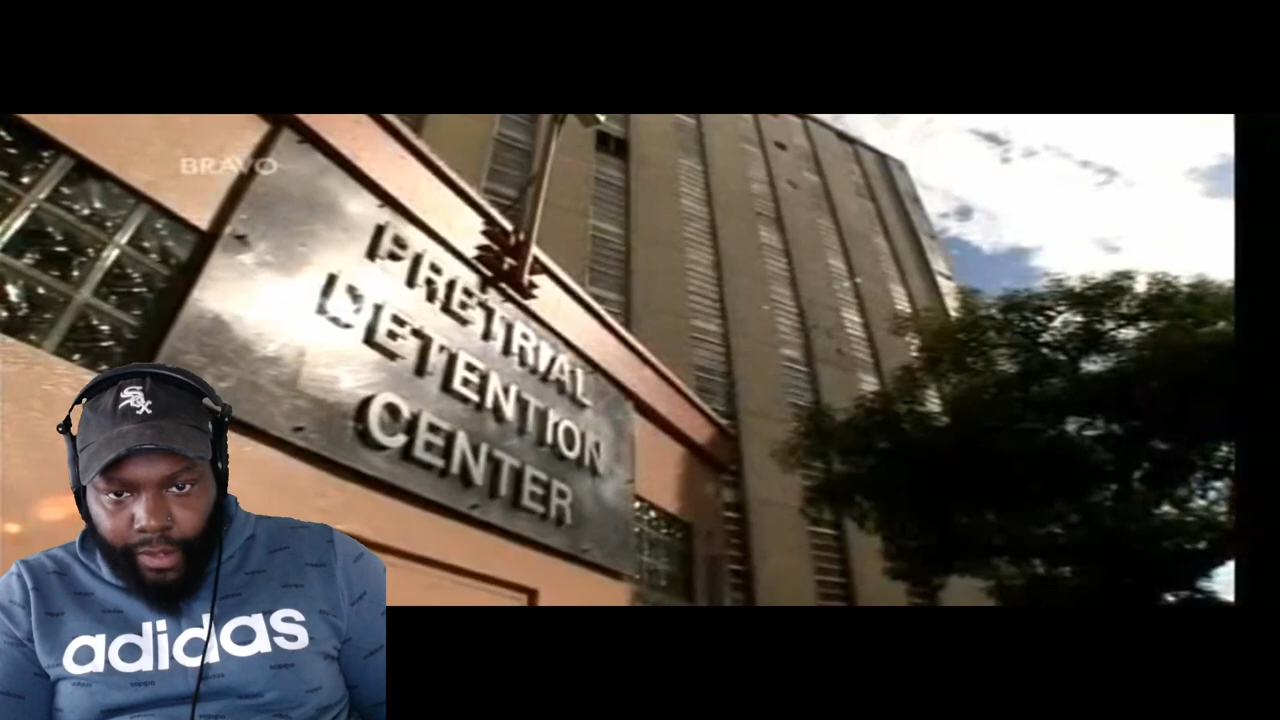 BRAVO
PRETRIAL
DETENTION
CENTER
SOX
adidas